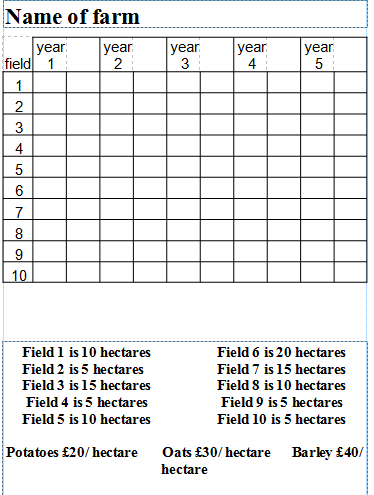 Name of farm
year year year year year
field 1 2 3 4 5
1
2
3
4
5
6
7
8
9
10
Field 1 is 10 hectares Field 6 is 20 hectares
Field 2 is 5 hectares Field 7 is 15 hectares
Field 3 is 15 hectares Field 8 is 10 hectares
Field 4 is 5 hectares Field 9 is 5 hectares
Field 5 is 10 hectares Field 10 is 5 hectares
Potatoes £20/ hectare Oats £30/ hectare Barley £40/
hectare